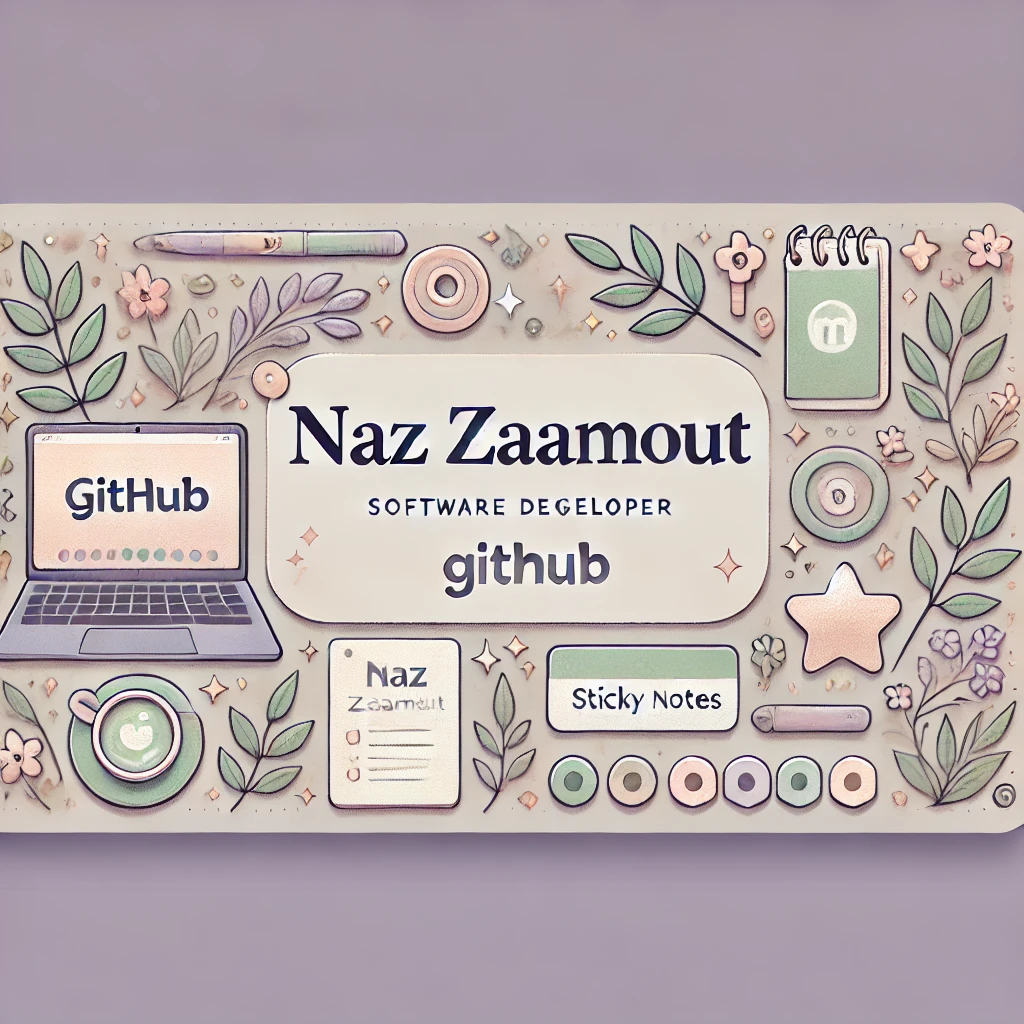 m
Naz Zaamout
SOFTWARE DEGELOPER
github
GitHub
Naz
Zaamout
Sticky Notes